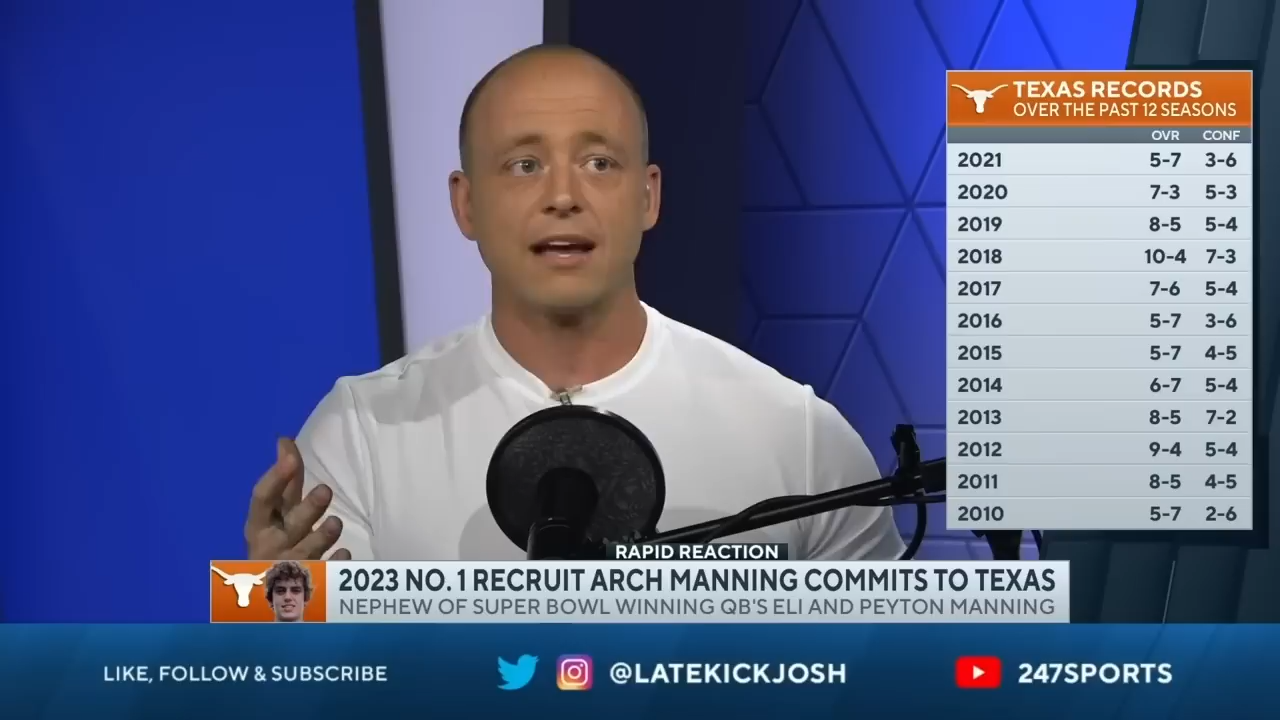 TEXAS RECORDS
OVER THE PAST 12 SEASONS
OVR CONF
2021 5-7 3-6
2020 7-3 5-3
2019 8-5 5-4
2018 10-4 7-3
2017 7-6 5-4
2016 5-7 3-6
2015 5-7 4-5
2014 6-7 5-4
2013 8-5 7-2
2012 9-4 5-4
2011 8-5 4-5
2010 5-7 2-6
RAPID REACTION
2023 NO. 1 RECRUIT ARCH MANNING COMMITS TO TEXAS
NEPHEW OF SUPER BOWL WINNING QB'S ELI AND PEYTON MANNING
LIKE, FOLLOW & SUBSCRIBE @LATEKICKJOSH 247SPORTS